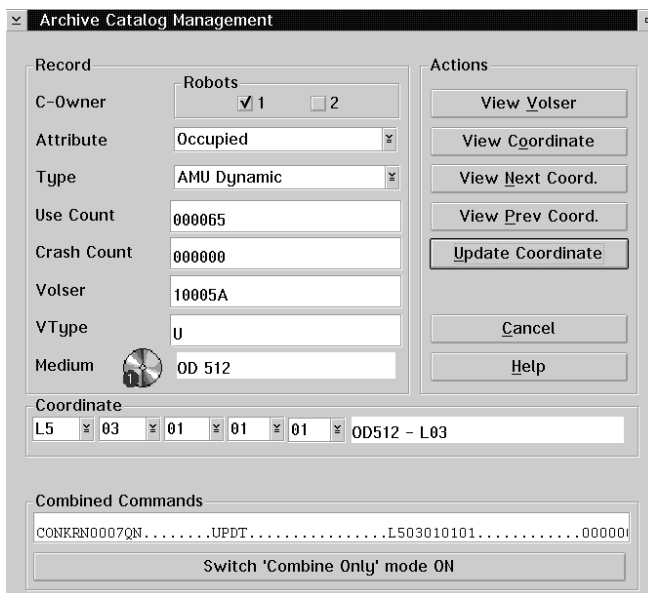 Archive Catalog Management
Record
Robots
C-Owner
1
2
Attribute
Occupied
Type
AMU Dynamic
Use Count
000065
Crash Count
000000
Volser
10005A
VType
U
Medium
1
OD 512
Actions
View Volser
View Coordinate
View Next Coord.
View Prev Coord.
Update Coordinate
Cancel
Help
Coordinate
L5 03 01 01 01 OD512 - L03
Combined Commands
CONKRN0007QN........UPDT................L503010101............00000
Switch 'Combine Only' mode ON